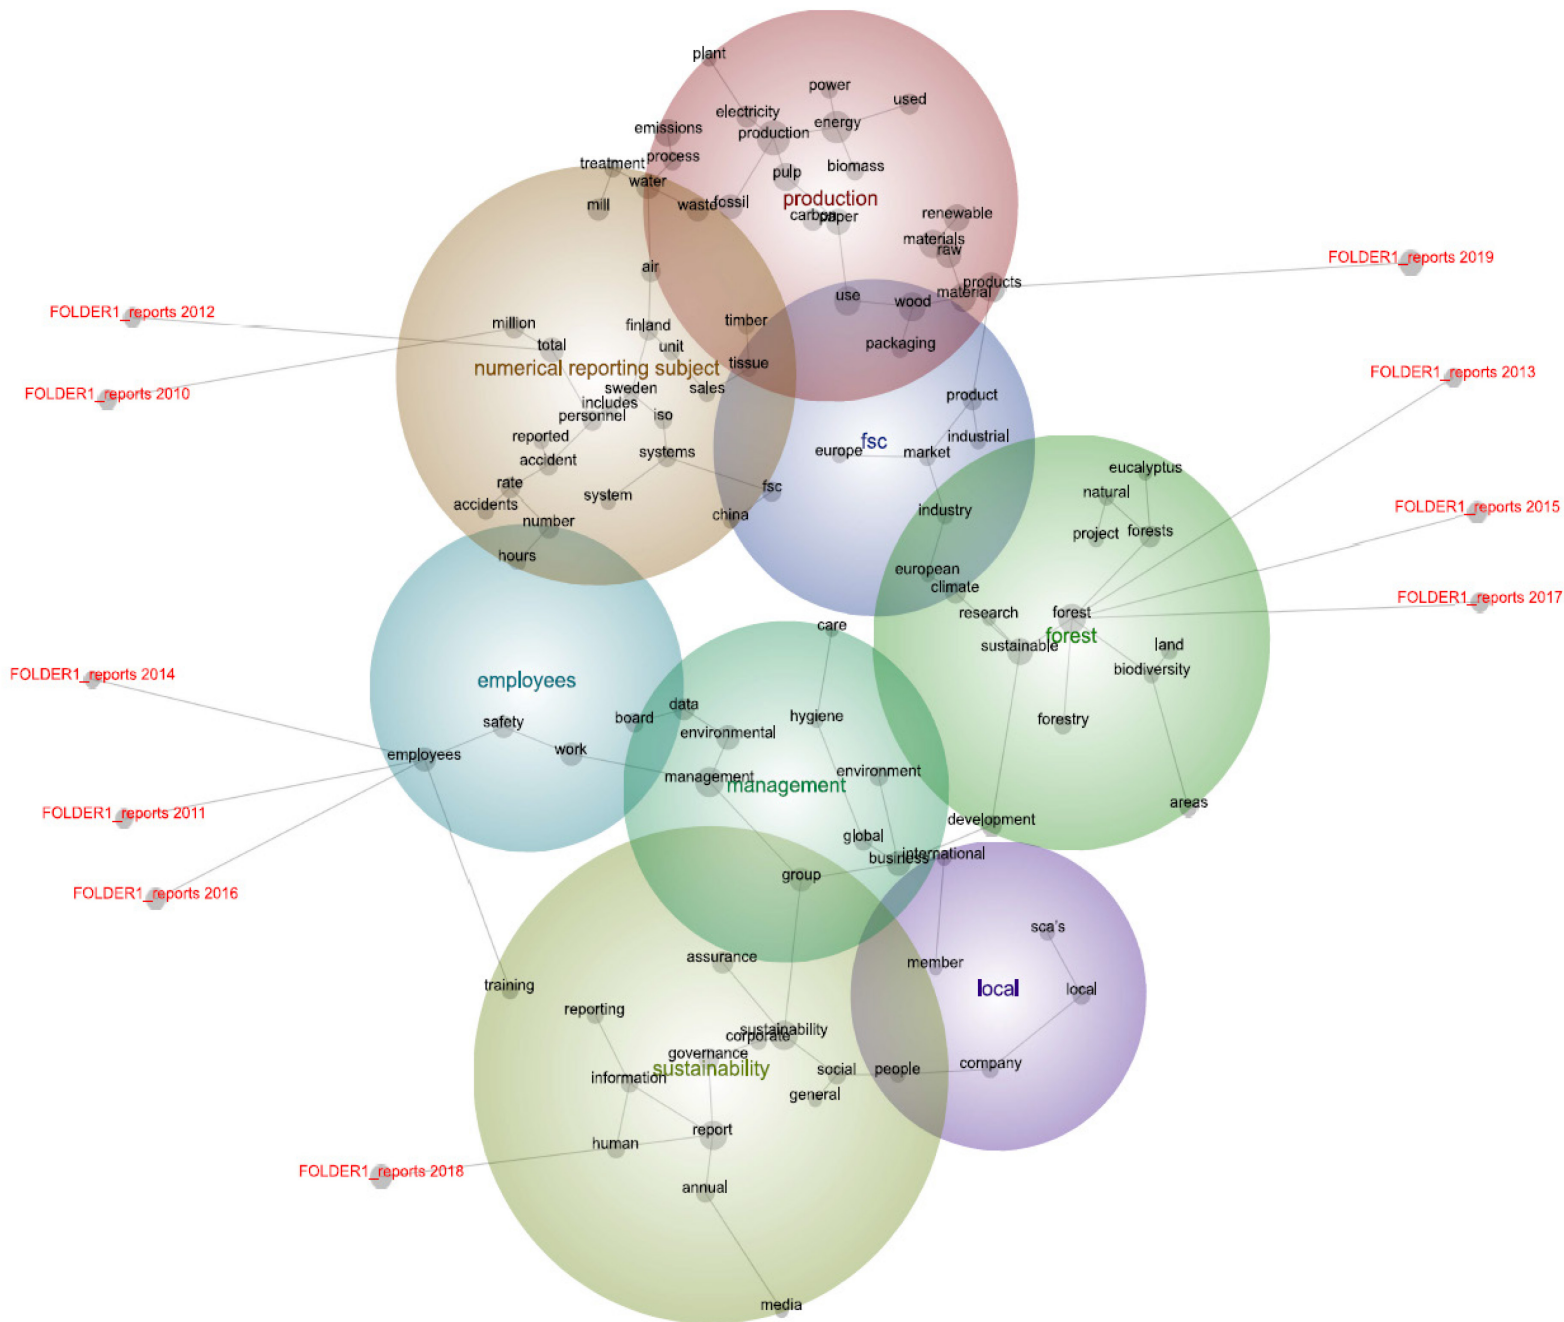 plant
power
used
electricity
energy
emissions
production
process
treatment
biomass
pulp
water
production
mill
waste
fossil
carbon
paper
renewable
materials
raw
FOLDER1_reports 2019
air
products
material
use
wood
FOLDER1_reports 2012
million
finland
timber
total
unit
packaging
tissue
numerical reporting subject
FOLDER1_reports 2013
FOLDER1_reports 2010
sweden
sales
includes
product
personnel
iso
reported
fsc
industrial
europe
market
systems
accident
eucalyptus
rate
fsc
natural
system
accidents
china
industry
FOLDER1_reports 2015
number
project
forests
hours
european
climate
FOLDER1_reports 2017
research
forest
care
forest
sustainable
land
biodiversity
FOLDER1_reports 2014
employees
data
safety
board
hygiene
environmental
forestry
employees
work
management
environment
management
areas
FOLDER1_reports 2011
development
global
business
international
group
FOLDER1_reports 2016
sca's
assurance
member
training
local
local
reporting
sustainability
corporate
governance
sustainability
information
social
people
company
general
report
human
FOLDER1_reports 2018
annual
media